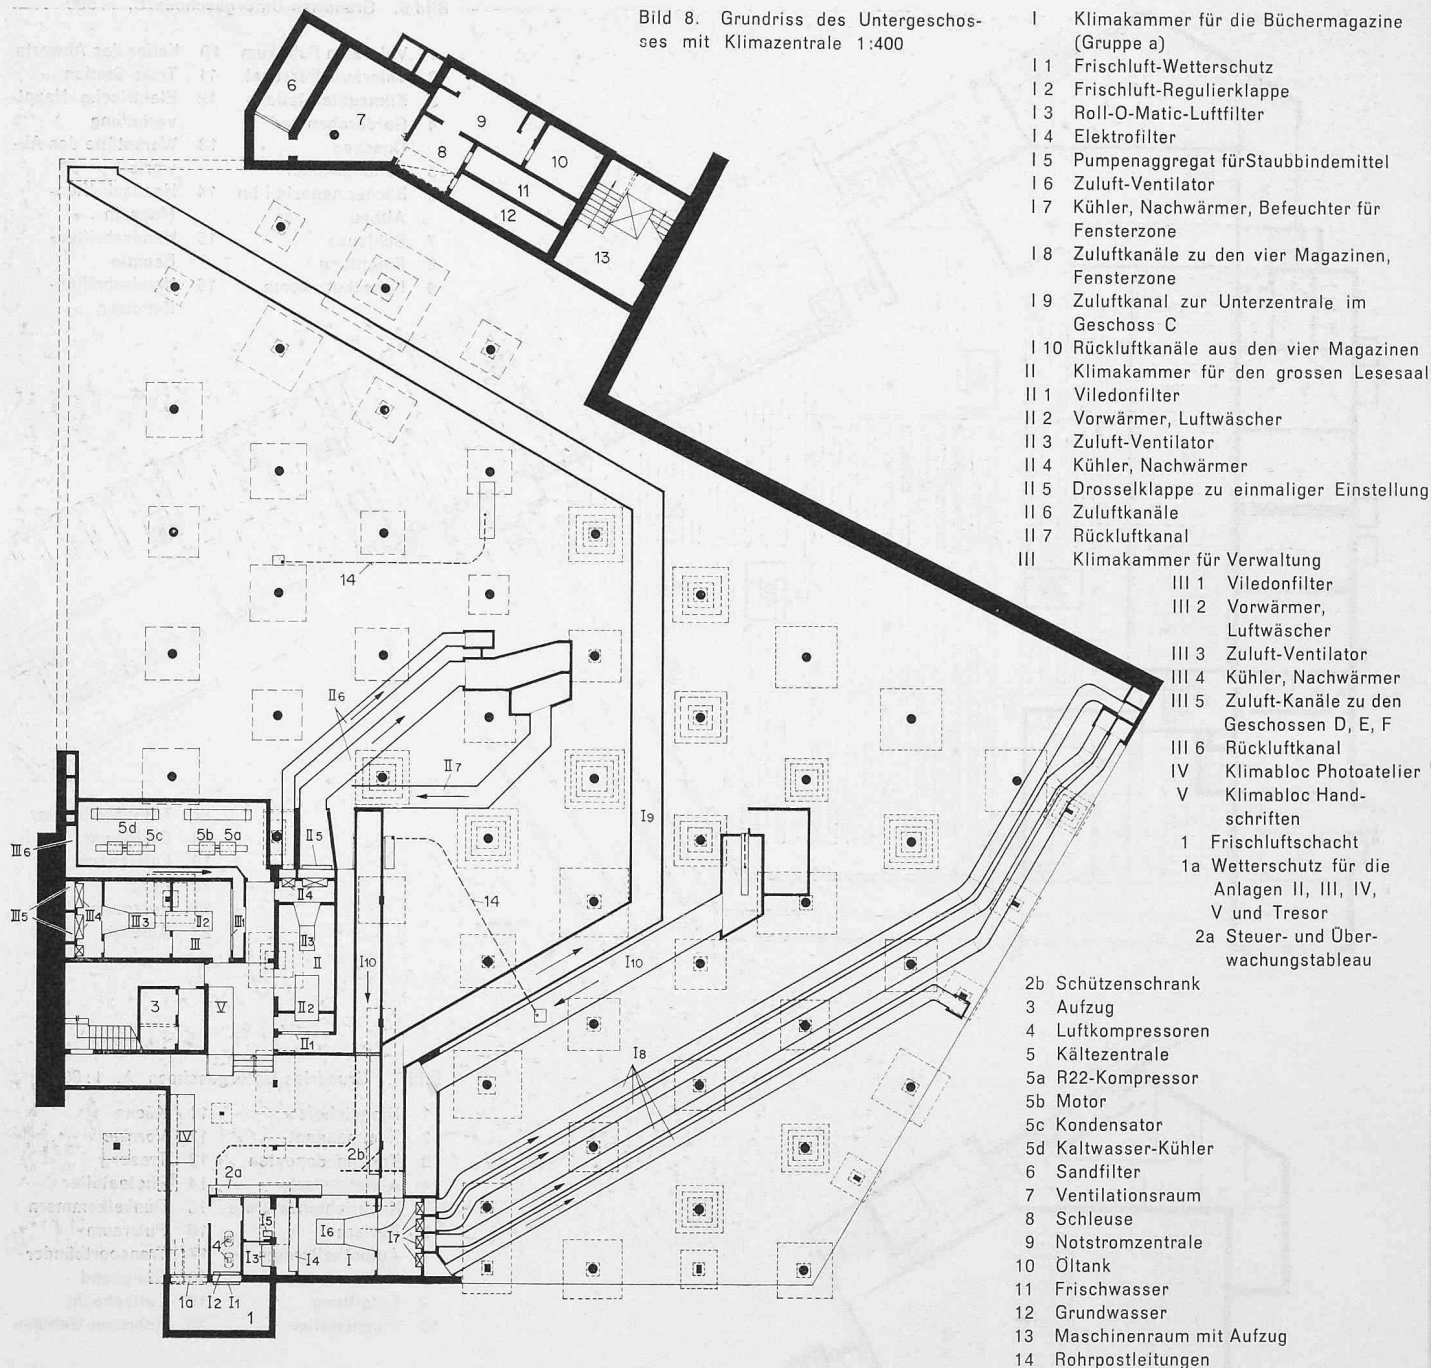 Bild 8. Grundriss des Untergeschos-
ses mit Klimazentrale 1:400
I Klimakammer für die Büchermagazine
(Gruppe a)
I 1 Frischluft-Wetterschutz
I 2 Frischluft-Regulierklappe
I 3 Roll-O-Matic-Luftfilter
I 4 Elektrofilter
I 5 Pumpenaggregat fürStaubbindemittel
I 6 Zuluft-Ventilator
I 7 Kühler, Nachwärmer, Befeuchter für
Fensterzone
I 8 Zuluftkanäle zu den vier Magazinen,
Fensterzone
I 9 Zuluftkanal zur Unterzentrale im
Geschoss C
I 10 Rückluftkanäle aus den vier Magazinen
II Klimakammer für den grossen Lesesaal
II 1 Viledonfilter
II 2 Vorwärmer, Luftwäscher
II 3 Zuluft-Ventilator
II 4 Kühler, Nachwärmer
II 5 Drosselklappe zu einmaliger Einstellung
II 6 Zuluftkanäle
II 7 Rückluftkanal
III Klimakammer für Verwaltung
III 1 Viledonfilter
III 2 Vorwärmer,
Luftwäscher
III 3 Zuluft-Ventilator
III 4 Kühler, Nachwärmer
III 5 Zuluft-Kanäle zu den
Geschossen D, E, F
III 6 Rückluftkanal
IV Klimabloc Photoatelier
V Klimabloc Hand-
schriften
1 Frischluftschacht
1a Wetterschutz für die
Anlagen II, III, IV,
V und Tresor
2a Steuer- und Über-
wachungstableau
2b Schützenschrank
3 Aufzug
4 Luftkompressoren
5 Kältezentrale
5a R22-Kompressor
5b Motor
5c Kondensator
5d Kaltwasser-Kühler
6 Sandfilter
7 Ventilationsraum
8 Schleuse
9 Notstromzentrale
10 Öltank
11 Frischwasser
12 Grundwasser
13 Maschinenraum mit Aufzug
14 Rohrpostleitungen
6
7
9
8
10
11
12
13
14
II6
II7
I9
5d 5c 5b 5a
II5
III6
II4
III5 III4 III3 II2 III1
III
II3
II
14
I10
I10
3
V
II2
II1
I8
IV
2b
2a
I5
I6
I7
4
I3
I4
I
1a
I2
I1
1